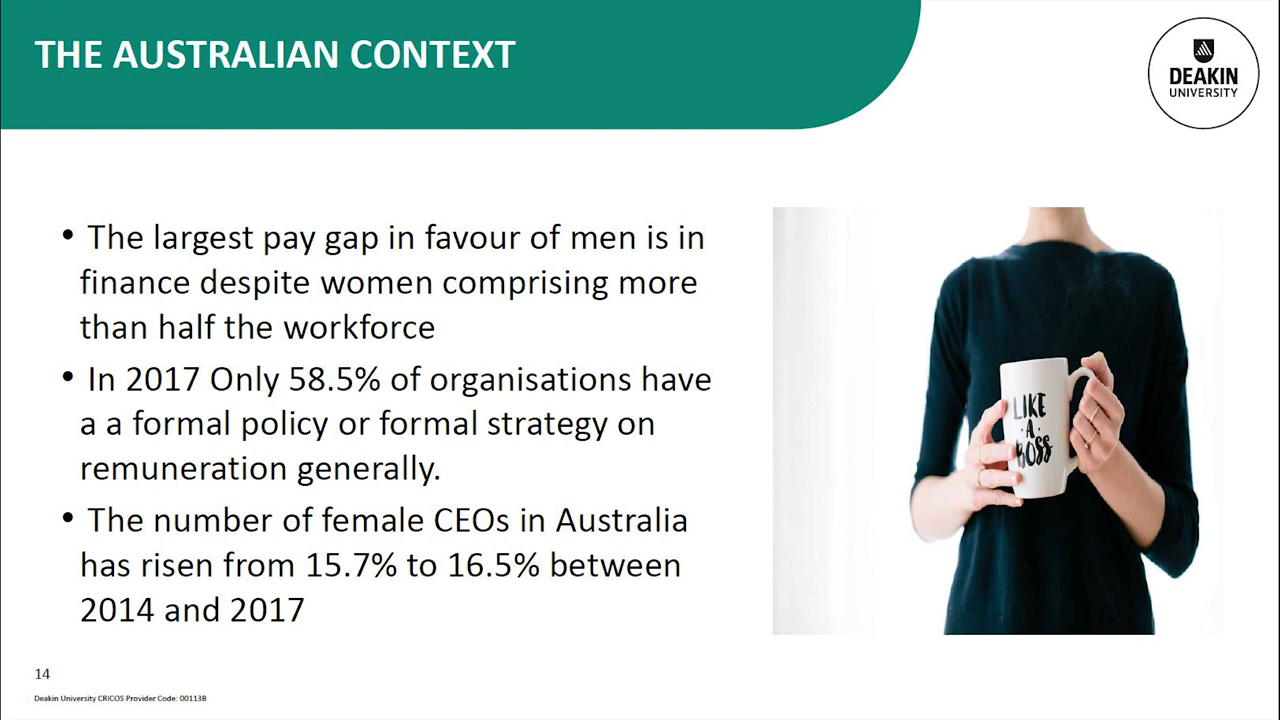 THE AUSTRALIAN CONTEXT
DEAKIN
UNIVERSITY
• The largest pay gap in favour of men is in
finance despite women comprising more
than half the workforce
• In 2017 Only 58.5% of organisations have
a a formal policy or formal strategy on
remuneration generally.
• The number of female CEOs in Australia
has risen from 15.7% to 16.5% between
2014 and 2017
LIKE
·A·
BOSS
14
Deakin University CRICOS Provider Code: 00113B